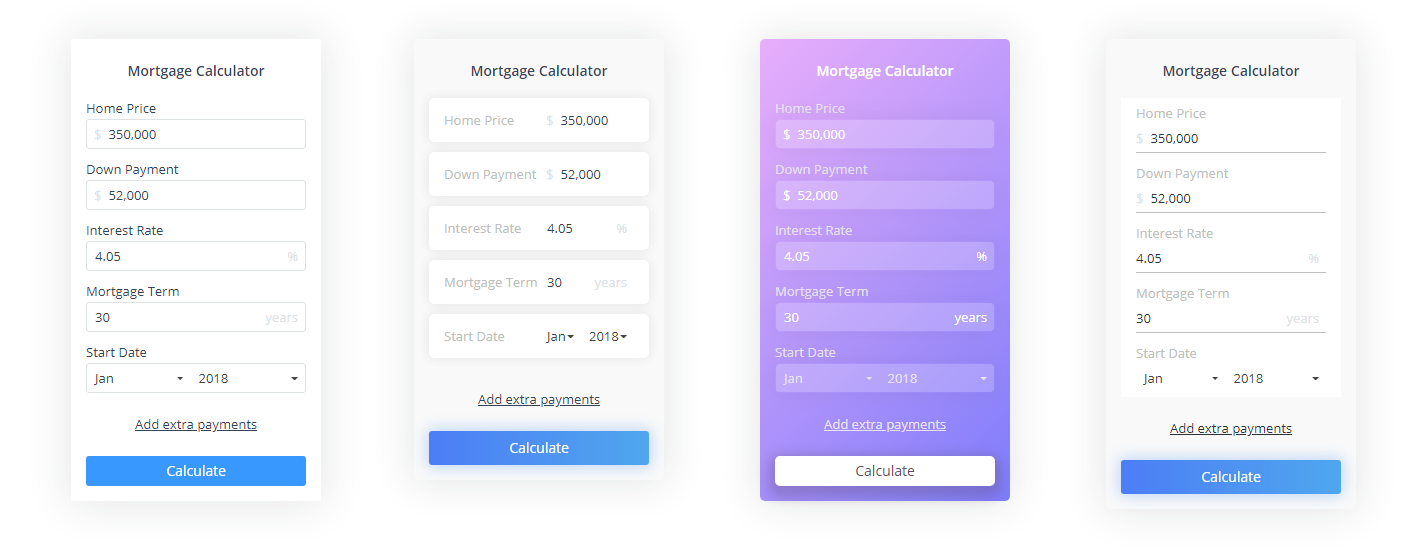 Mortgage Calculator
Home Price
$ 350,000
Down Payment
$ 52,000
Interest Rate
4.05 %
Mortgage Term
30 years
Start Date
Jan 2018
Add extra payments
Calculate
Mortgage Calculator
Home Price $ 350,000
Down Payment $ 52,000
Interest Rate 4.05 %
Mortgage Term 30 years
Start Date Jan 2018
Add extra payments
Calculate
Mortgage Calculator
Home Price
$ 350,000
Down Payment
$ 52,000
Interest Rate
4.05 %
Mortgage Term
30 years
Start Date
Jan 2018
Add extra payments
Calculate
Mortgage Calculator
Home Price
$ 350,000
Down Payment
$ 52,000
Interest Rate
4.05 %
Mortgage Term
30 years
Start Date
Jan 2018
Add extra payments
Calculate